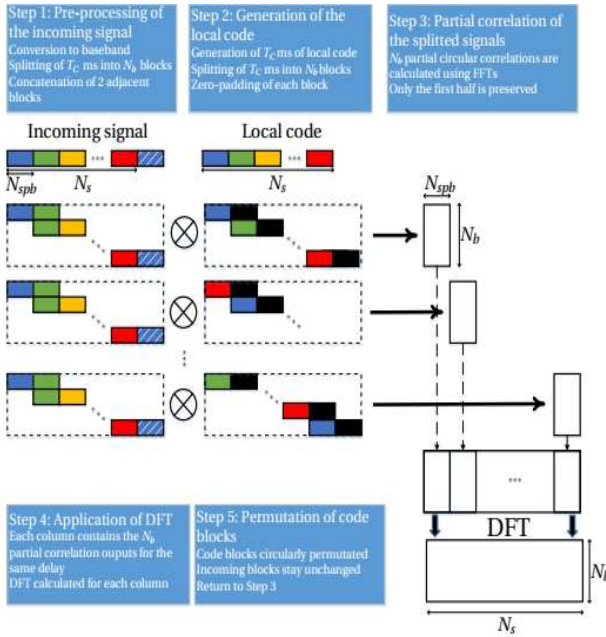 Step 1: Pre-processing of
the incoming signal
Conversion to baseband
Splitting of T_C ms into N_b blocks
Concatenation of 2 adjacent
blocks
Step 2: Generation of the
local code
Generation of T_C ms of local code
Splitting of T_C ms into N_b blocks
Zero-padding of each block
Step 3: Partial correlation of
the splitted signals
N_b partial circular correlations are
calculated using FFTs
Only the first half is preserved
Incoming signal
Local code
...
...
N_spb
N_s
N_s
N_spb
N_b
...
DFT
Step 4: Application of DFT
Each column contains the N_b
partial correlation ouputs for the
same delay
DFT calculated for each column
Step 5: Permutation of code
blocks
Code blocks circularly permutated
Incoming blocks stay unchanged
Return to Step 3
N_s